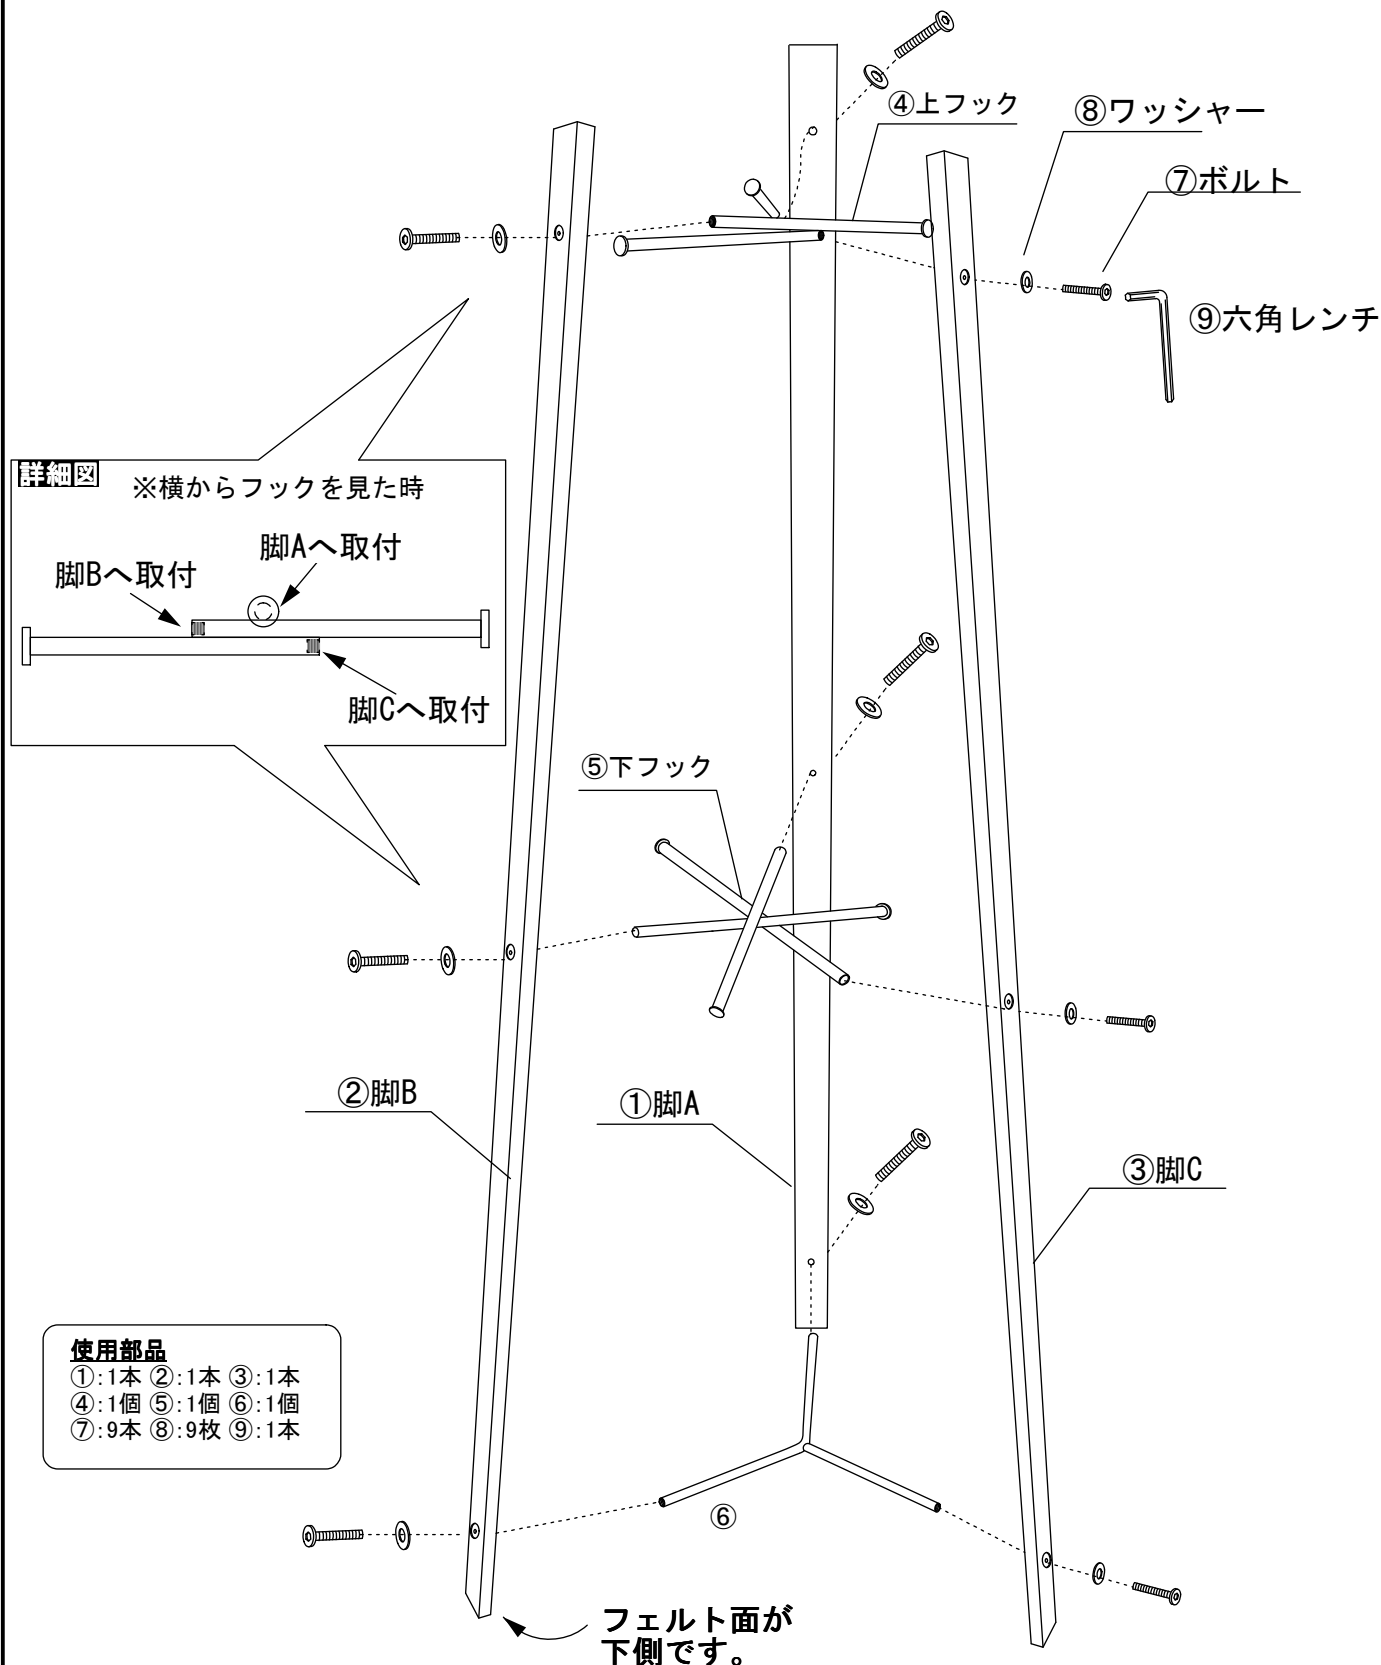 ④上フック
⑧ワッシャー
⑦ボルト
⑨六角レンチ
詳細図
※横からフックを見た時
脚Aへ取付
脚Bへ取付
脚Cへ取付
⑤下フック
②脚B
①脚A
③脚C
使用部品
①:1本 ②:1本 ③:1本
④:1個 ⑤:1個 ⑥:1個
⑦:9本 ⑧:9枚 ⑨:1本
⑥
フェルト面が
下側です。